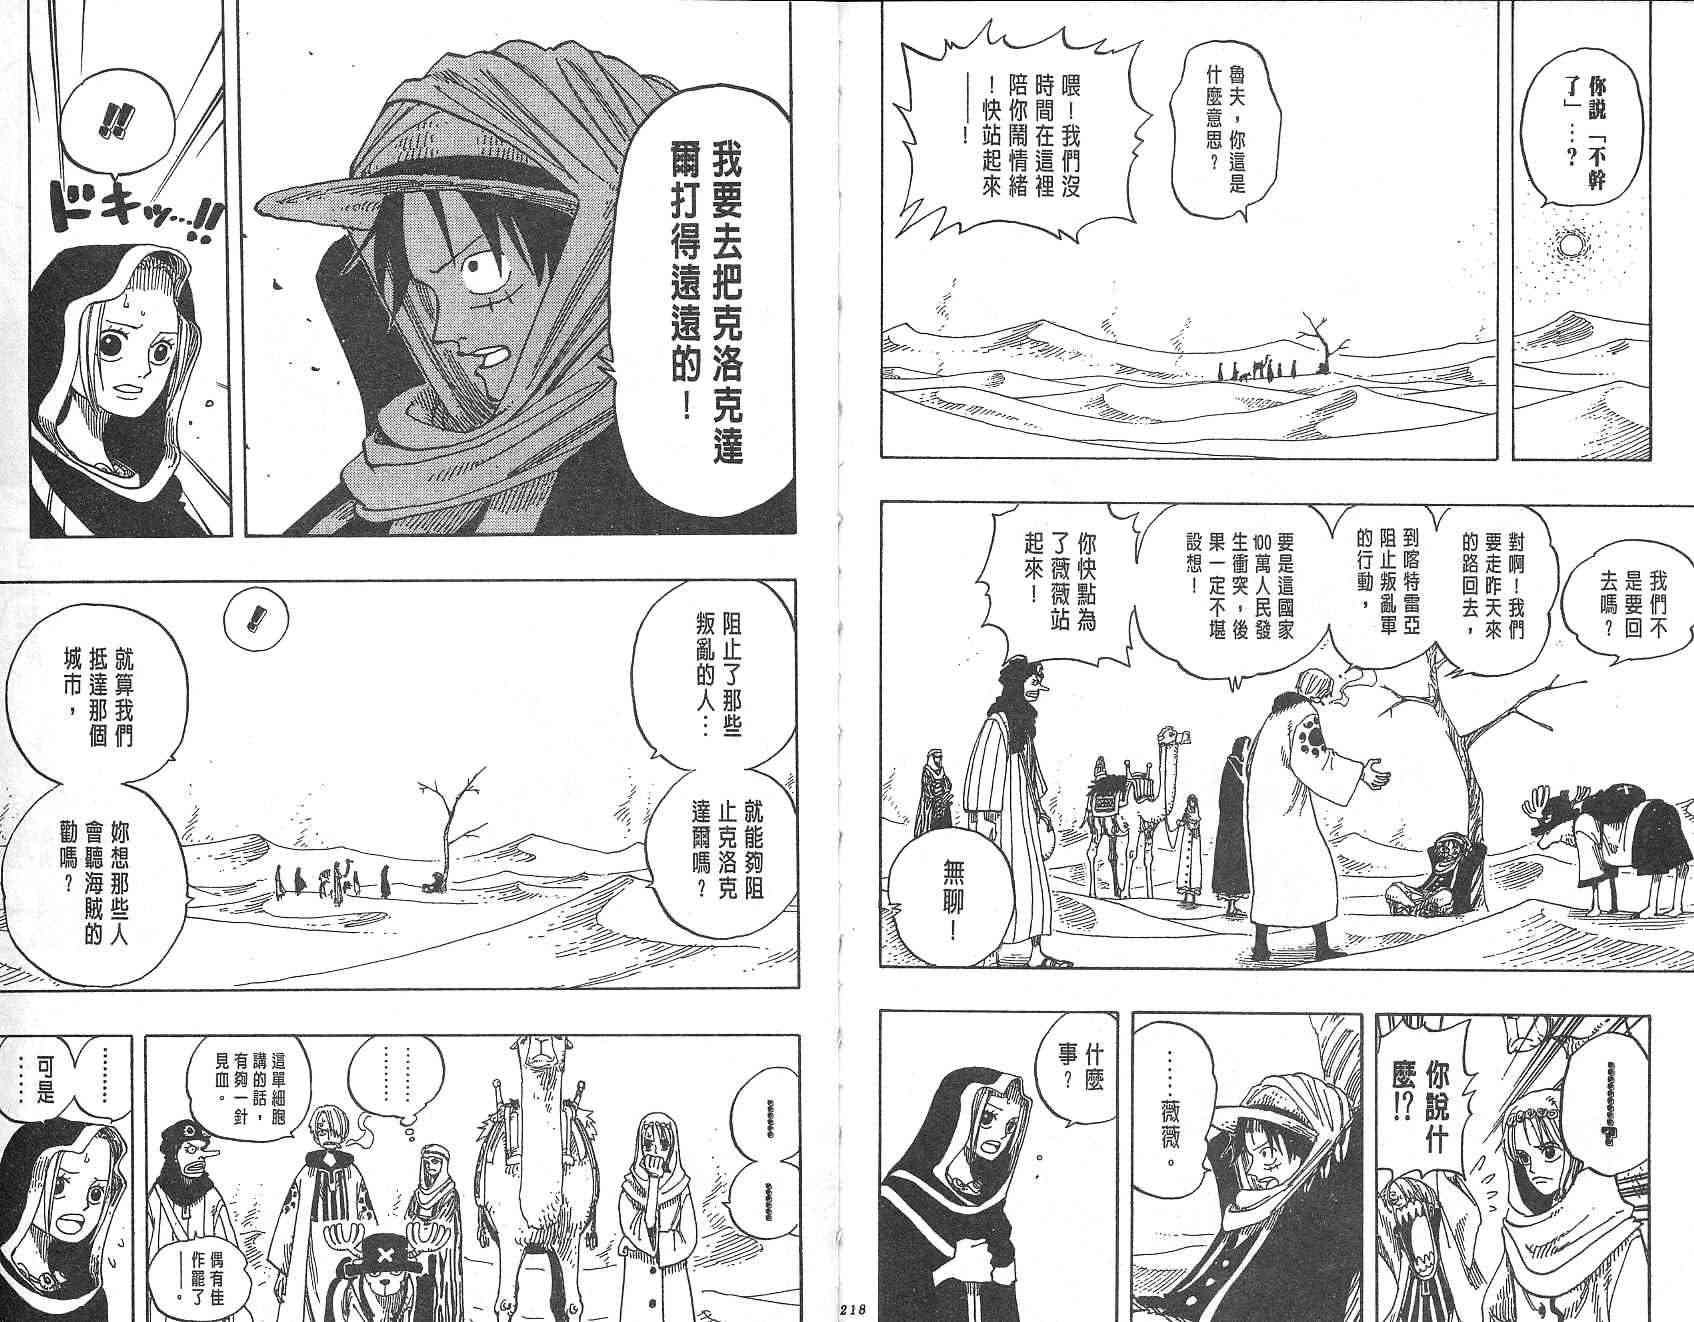 你說「不幹
了」…?
魯夫，你這是
什麼意思?
喂！我們沒
時間在這裡
陪你鬧情緒
！快站起來
——！
我們不
是要回
去嗎?
對啊！我們
要走昨天來
的路回去，
到喀特雷亞
阻止叛亂軍
的行動，
要是這國家
100萬人民發
生衝突，後
果一定不堪
設想！
你快點為
了薇薇站
起來！
無聊！
………
你說什
麼!?
……薇薇。
什麼
事?
218
我要去把克洛克達
爾打得遠遠的！
!!
ドキッ…!!
阻止了那些
叛亂的人…
就能夠阻
止克洛克
達爾嗎?
!
就算我們
抵達那個
城市，
妳想那些人
會聽海賊的
勸嗎?
………
………
………
這單細胞
講的話，
有夠一針
見血。
偶有佳
作罷了
——。
………
可是
……